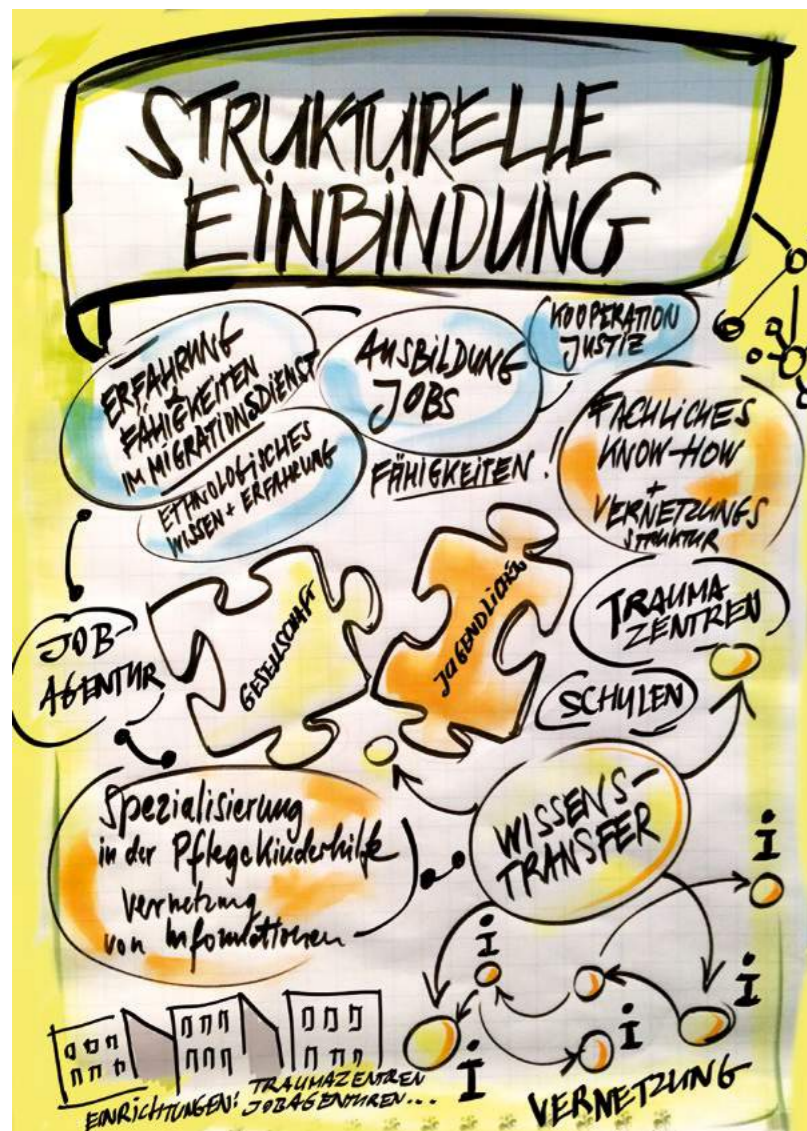 STRUKTURELLE
EINBINDUNG
ERFAHRUNG
+
FÄHIGKEITEN
IM MIGRATIONSDIENST
ETHNOLOGISCHES
WISSEN + ERFAHRUNG
AUSBILDUNG
JOBS
KOOPERATION
JUSTIZ
FÄHIGKEITEN!
FACHLICHES
KNOW-HOW
+
VERNETZUNGS
STRUKTUR
JOB-
AGENTUR
GESELLSCHAFT
JUGENDLICHE
TRAUMA
ZENTREN
SCHULEN
Spezialisierung
in der Pflegekinderhilfe
Vernetzung
von Informationen
WISSENS-
TRANSFER
i
i
i
i
i
EINRICHTUNGEN: TRAUMAZENTREN
JOBAGENTUREN...
VERNETZUNG